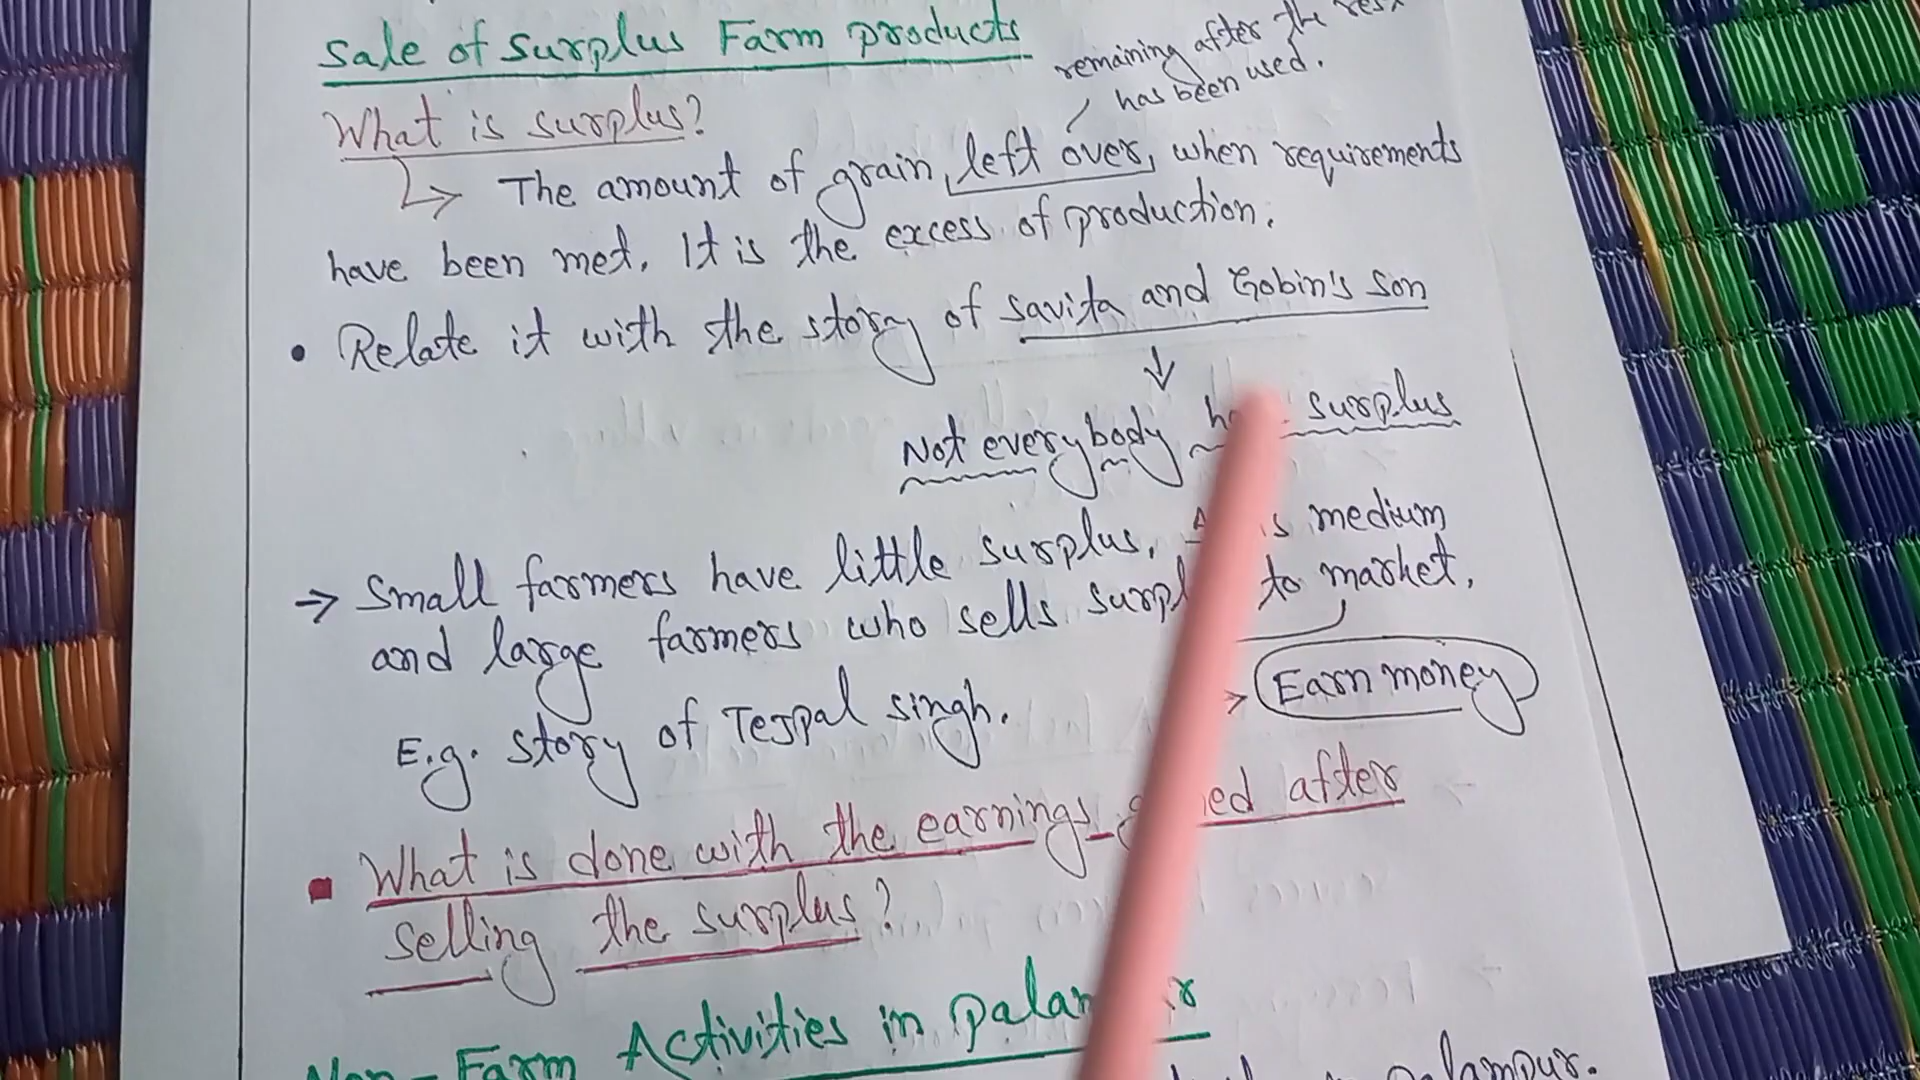 Sale of Surplus Farm products
remaining after the rest
has been used.
What is surplus?
The amount of grain, left over, when requirements
have been met. It is the excess of production.
• Relate it with the story of Savita and Gobin's son
Not everybody surplus
→ Small farmers have little surplus. medium
and large farmers who sells to market.
E.g. story of Tejpal singh. Earn money
What is done with the earnings after
selling the surplus?
Non-Farm Activities in